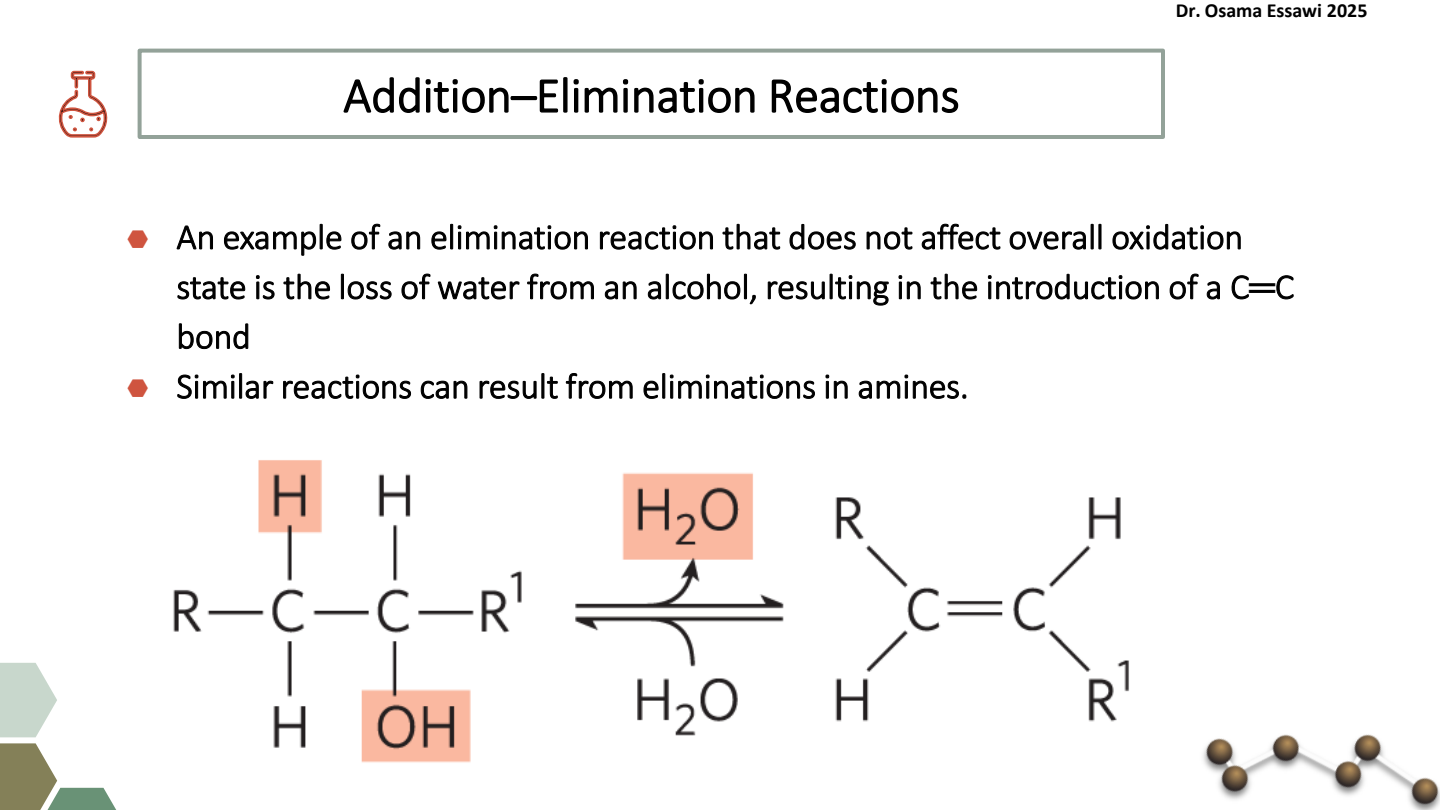 Dr. Osama Essawi 2025
Addition–Elimination Reactions
An example of an elimination reaction that does not affect overall oxidation
state is the loss of water from an alcohol, resulting in the introduction of a C═C
bond
Similar reactions can result from eliminations in amines.
H H
H₂O
R H
R—C—C—R¹
C═C
H OH
H₂O
H R¹